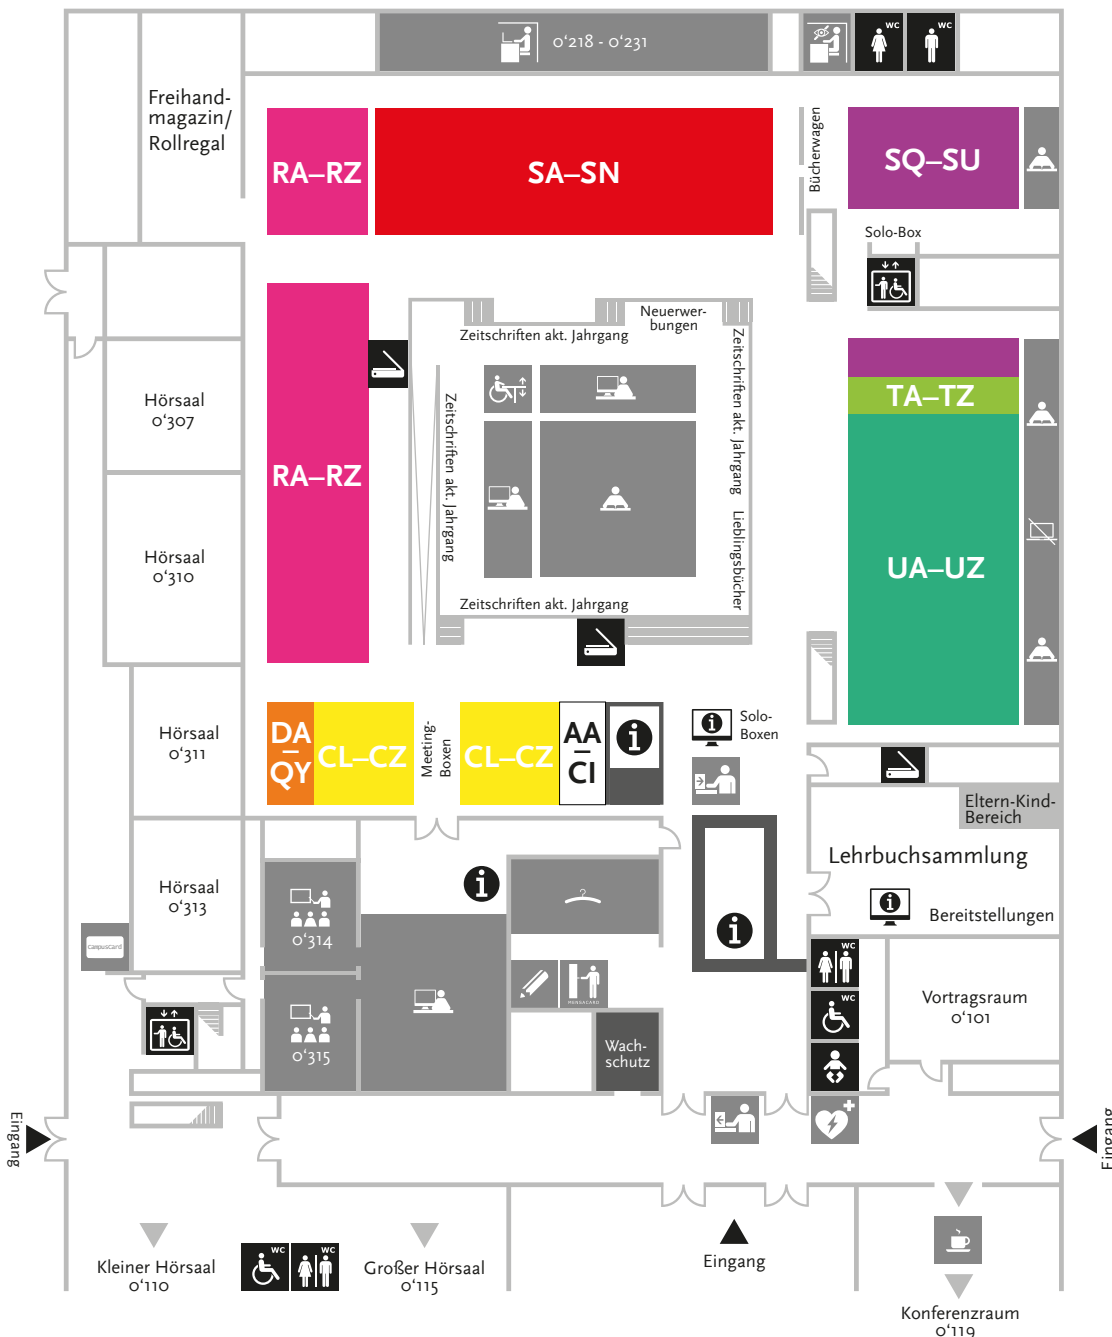 0‘218 - 0‘231
WC
WC
Freihand-
magazin/
Rollregal
RA–RZ
SA–SN
Bücherwagen
SQ–SU
Solo-Box
Neuerwer-
bungen
Zeitschriften akt. Jahrgang
Zeitschriften akt. Jahrgang
Zeitschriften akt. Jahrgang
Lieblingsbücher
Zeitschriften akt. Jahrgang
TA–TZ
Hörsaal
0‘307
RA–RZ
Hörsaal
0‘310
UA–UZ
Hörsaal
0‘311
DA
–
QY
CL–CZ
Meeting-
Boxen
CL–CZ
AA
–
CI
i
i
Solo-
Boxen
Eltern-Kind-
Bereich
Lehrbuchsammlung
Hörsaal
0‘313
i
i
Bereitstellungen
CampusCard
0‘314
i
WC
MENSACARD
WC
Vortragsraum
0‘101
0‘315
Wach-
schutz
Eingang
Eingang
Kleiner Hörsaal
0‘110
WC
WC
Großer Hörsaal
0‘115
Eingang
Konferenzraum
0‘119